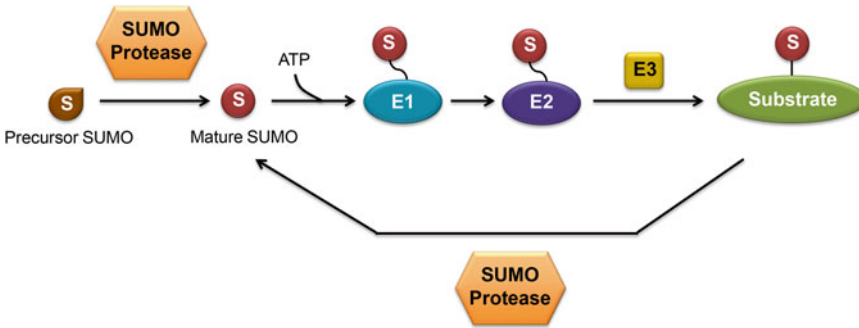 SUMO
Protease
S
Precursor SUMO
S
Mature SUMO
ATP
S
E1
S
E2
E3
S
Substrate
SUMO
Protease